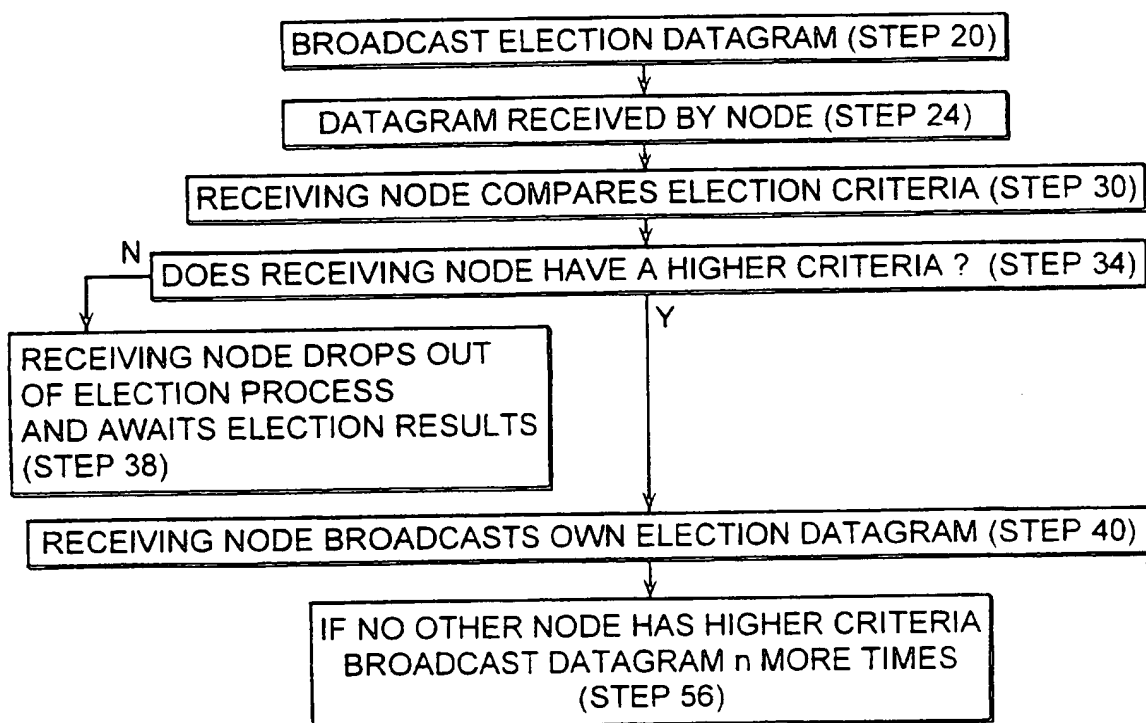 BROADCAST ELECTION DATAGRAM (STEP 20)
DATAGRAM RECEIVED BY NODE (STEP 24)
RECEIVING NODE COMPARES ELECTION CRITERIA (STEP 30)
N
DOES RECEIVING NODE HAVE A HIGHER CRITERIA ? (STEP 34)
Y
RECEIVING NODE DROPS OUT
OF ELECTION PROCESS
AND AWAITS ELECTION RESULTS
(STEP 38)
RECEIVING NODE BROADCASTS OWN ELECTION DATAGRAM (STEP 40)
IF NO OTHER NODE HAS HIGHER CRITERIA
BROADCAST DATAGRAM n MORE TIMES
(STEP 56)